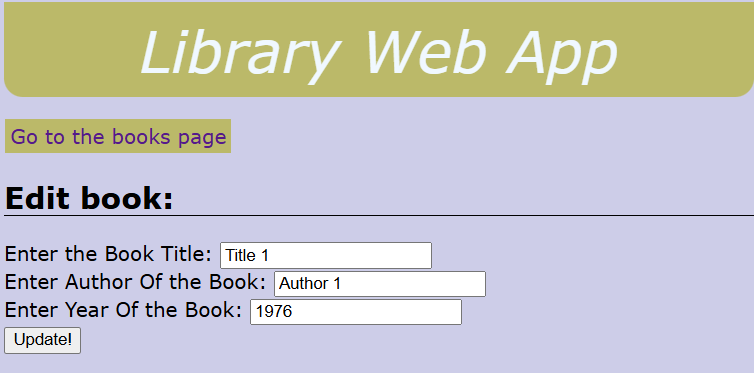 Library Web App
Go to the books page
Edit book:
Enter the Book Title: Title 1
Enter Author Of the Book: Author 1
Enter Year Of the Book: 1976
Update!